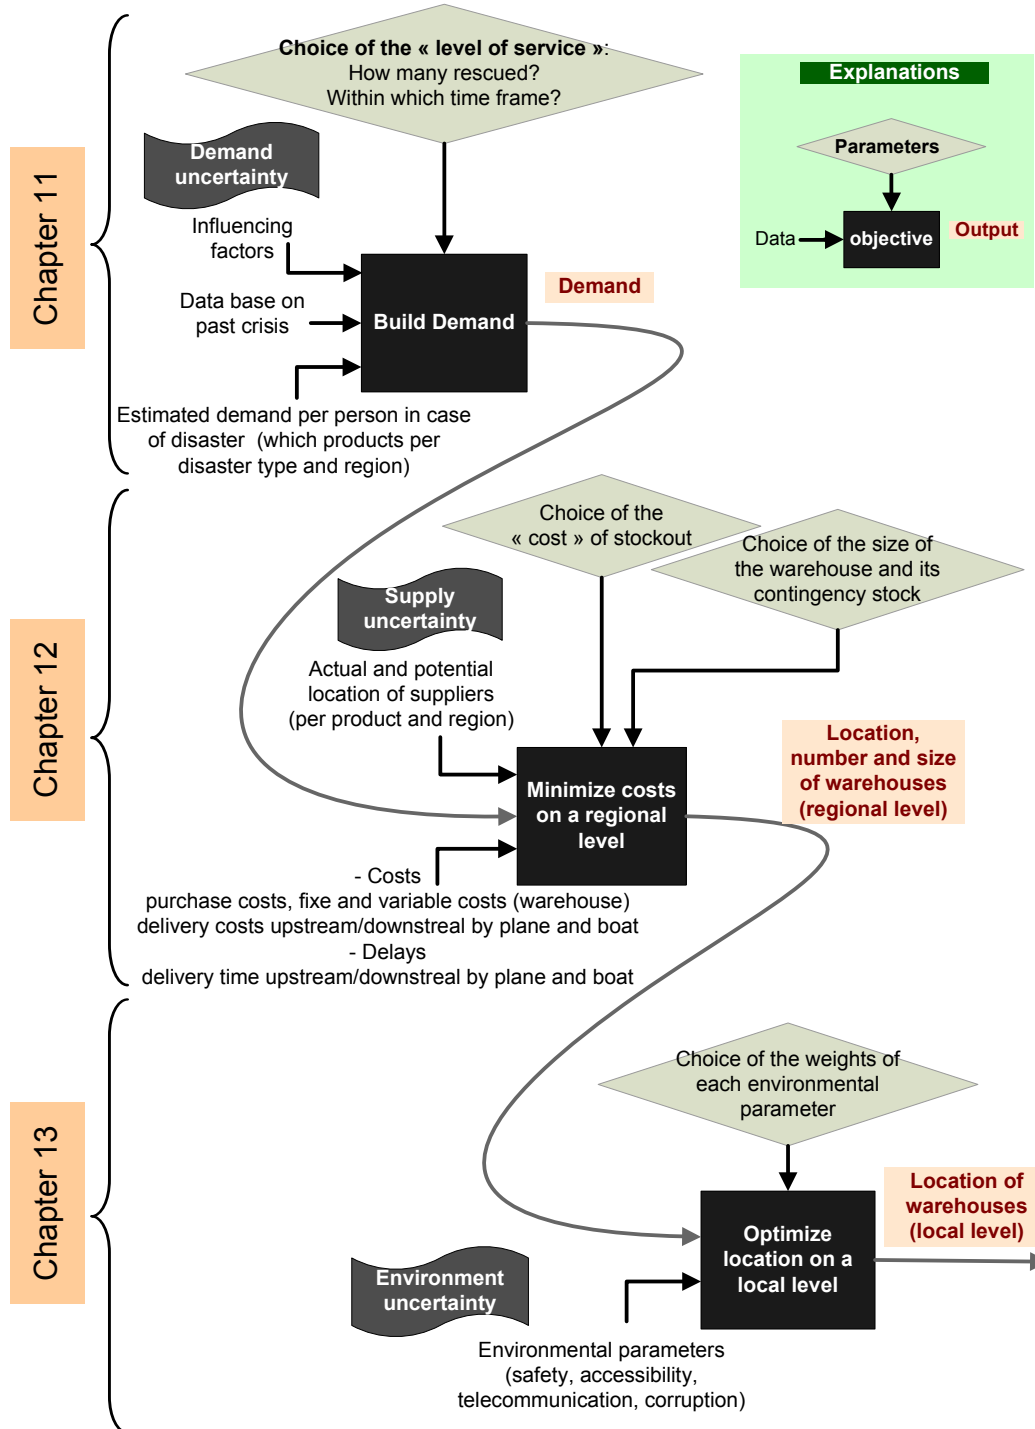 Choice of the « level of service »:
How many rescued?
Within which time frame?
Explanations
Parameters
Data
objective
Output
Chapter 11
Demand
uncertainty
Influencing
factors
Data base on
past crisis
Build Demand
Demand
Estimated demand per person in case
of disaster (which products per
disaster type and region)
Chapter 12
Choice of the
« cost » of stockout
Choice of the size of
the warehouse and its
contingency stock
Supply
uncertainty
Actual and potential
location of suppliers
(per product and region)
Minimize costs
on a regional
level
Location,
number and size
of warehouses
(regional level)
- Costs
purchase costs, fixe and variable costs (warehouse)
delivery costs upstream/downstreal by plane and boat
- Delays
delivery time upstream/downstreal by plane and boat
Chapter 13
Choice of the weights of
each environmental
parameter
Optimize
location on a
local level
Location of
warehouses
(local level)
Environment
uncertainty
Environmental parameters
(safety, accessibility,
telecommunication, corruption)